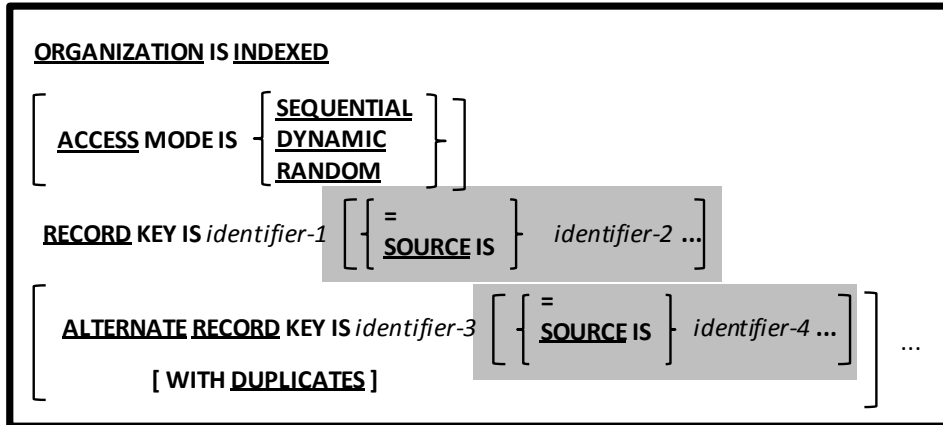 ORGANIZATION IS INDEXED
SEQUENTIAL
ACCESS MODE IS DYNAMIC
RANDOM
=
RECORD KEY IS identifier-1 SOURCE IS identifier-2 ...
=
ALTERNATE RECORD KEY IS identifier-3 SOURCE IS identifier-4 ... ...
[ WITH DUPLICATES ]